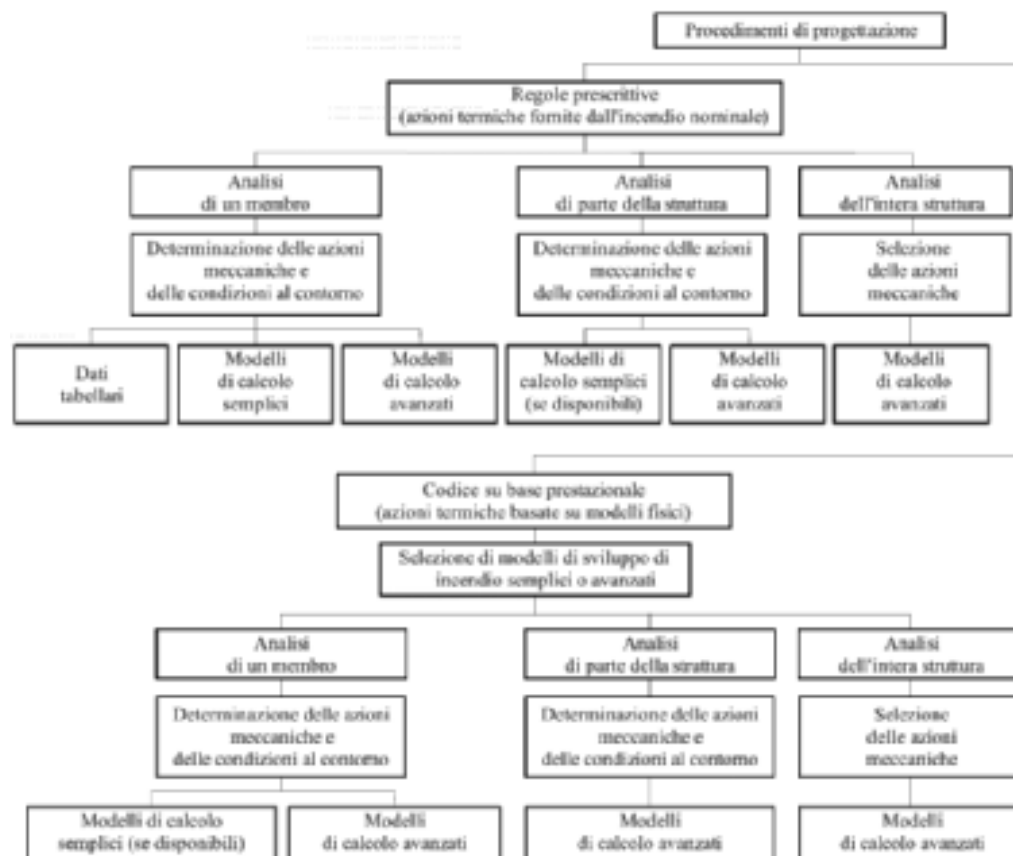 Procedimenti di progettazione
Regole prescrittive
(azioni termiche fornite dall'incendio nominale)
Analisi
di un membro
Analisi
di parte della struttura
Analisi
dell'intera struttura
Determinazione delle azioni
meccaniche e
delle condizioni al contorno
Determinazione delle azioni
meccaniche e
delle condizioni al contorno
Selezione
delle azioni
meccaniche
Dati
tabellari
Modelli
di calcolo
semplici
Modelli
di calcolo
avanzati
Modelli di
calcolo semplici
(se disponibili)
Modelli
di calcolo
avanzati
Modelli
di calcolo
avanzati
Codice su base prestazionale
(azioni termiche basate su modelli fisici)
Selezione di modelli di sviluppo di
incendio semplici o avanzati
Analisi
di un membro
Analisi
di parte della struttura
Analisi
dell'intera struttura
Determinazione delle azioni
meccaniche e
delle condizioni al contorno
Determinazione delle azioni
meccaniche e
delle condizioni al contorno
Selezione
delle azioni
meccaniche
Modelli di calcolo
semplici (se disponibili)
Modelli
di calcolo avanzati
Modelli
di calcolo avanzati
Modelli
di calcolo avanzati